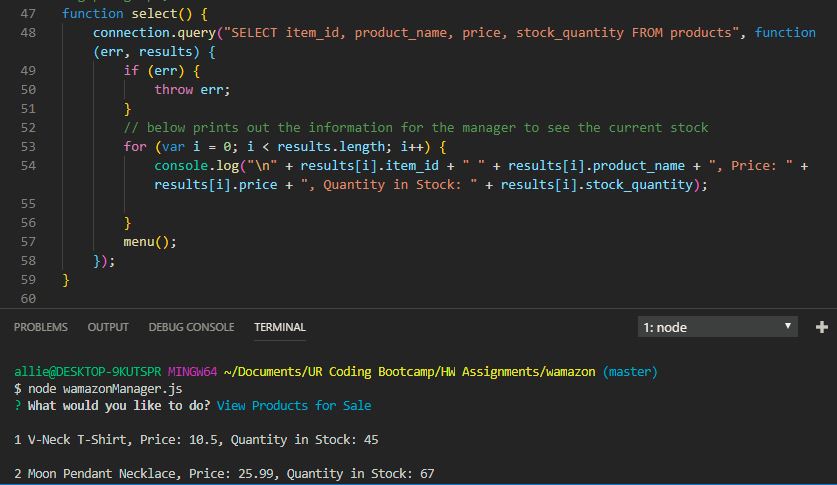 47 function select() {
48 connection.query("SELECT item_id, product_name, price, stock_quantity FROM products", function
(err, results) {
49 if (err) {
50 throw err;
51 }
52 // below prints out the information for the manager to see the current stock
53 for (var i = 0; i < results.length; i++) {
54 console.log("\n" + results[i].item_id + " " + results[i].product_name + ", Price: " +
results[i].price + ", Quantity in Stock: " + results[i].stock_quantity);
55
56 }
57 menu();
58 });
59 }
60
PROBLEMS OUTPUT DEBUG CONSOLE TERMINAL 1: node
allie@DESKTOP-9KUTSPR MINGW64 ~/Documents/UR Coding Bootcamp/HW Assignments/wamazon (master)
$ node wamazonManager.js
? What would you like to do? View Products for Sale
1 V-Neck T-Shirt, Price: 10.5, Quantity in Stock: 45
2 Moon Pendant Necklace, Price: 25.99, Quantity in Stock: 67